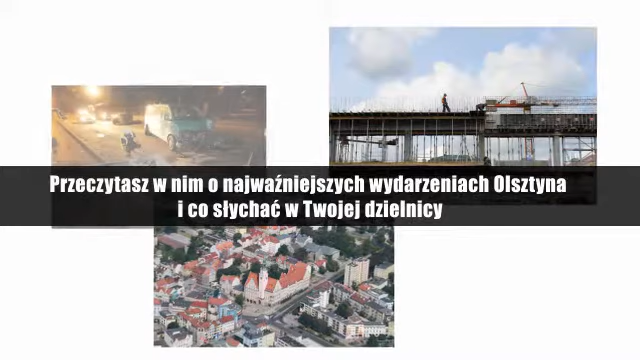 Przeczytasz w nim o najważniejszych wydarzeniach Olsztyna
i co słychać w Twojej dzielnicy